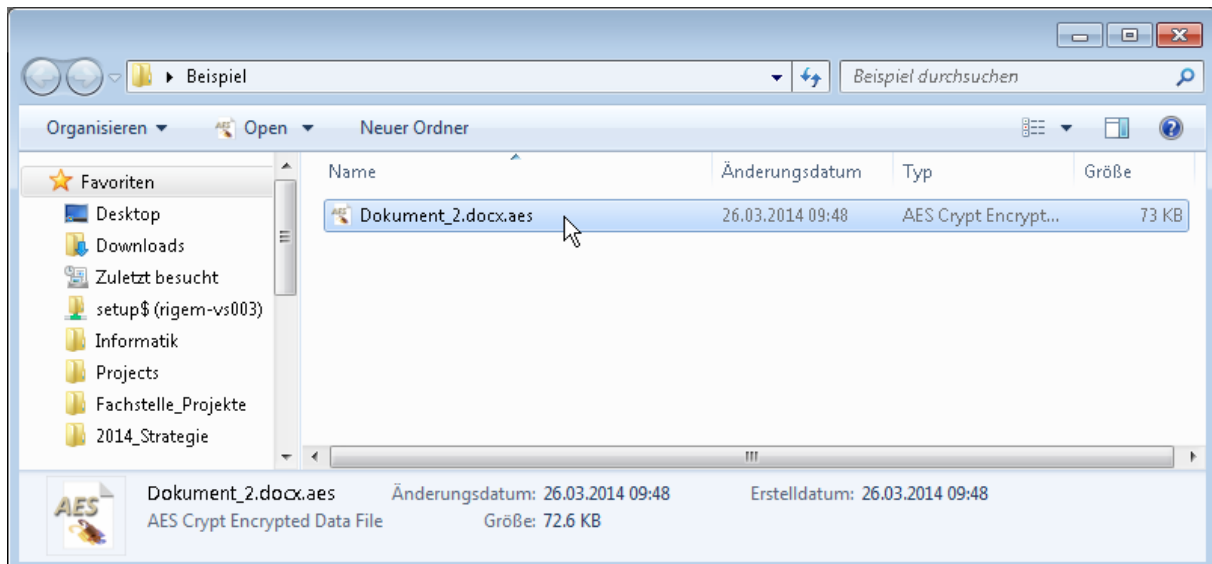 Beispiel
Beispiel durchsuchen
Organisieren
Open
Neuer Ordner
Name
Änderungsdatum
Typ
Größe
Favoriten
Desktop
Downloads
Zuletzt besucht
setup$ (rigem-vs003)
Informatik
Projects
Fachstelle_Projekte
2014_Strategie
Dokument_2.docx.aes 26.03.2014 09:48 AES Crypt Encrypt... 73 KB
AES
Dokument_2.docx.aes Änderungsdatum: 26.03.2014 09:48 Erstelldatum: 26.03.2014 09:48
AES Crypt Encrypted Data File Größe: 72.6 KB